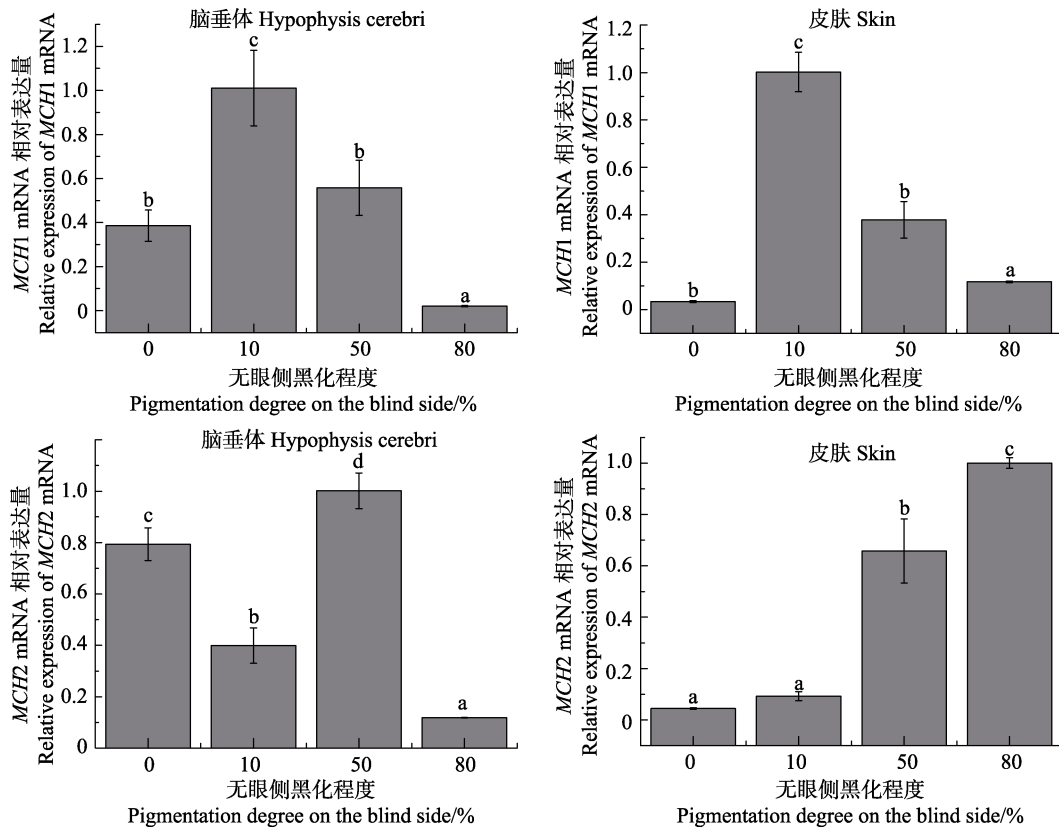 脑垂体 Hypophysis cerebri
MCH1 mRNA 相对表达量
Relative expression of MCH1 mRNA
1.2
1.0
0.8
0.6
0.4
0.2
0
b
c
b
a
0 10 50 80
无眼侧黑化程度
Pigmentation degree on the blind side/%
皮肤 Skin
MCH1 mRNA 相对表达量
Relative expression of MCH1 mRNA
1.2
1.0
0.8
0.6
0.4
0.2
0
b
c
b
a
0 10 50 80
无眼侧黑化程度
Pigmentation degree on the blind side/%
脑垂体 Hypophysis cerebri
MCH2 mRNA 相对表达量
Relative expression of MCH2 mRNA
1.0
0.8
0.6
0.4
0.2
0
c
b
d
a
0 10 50 80
无眼侧黑化程度
Pigmentation degree on the blind side/%
皮肤 Skin
MCH2 mRNA 相对表达量
Relative expression of MCH2 mRNA
1.0
0.8
0.6
0.4
0.2
0
a
a
b
c
0 10 50 80
无眼侧黑化程度
Pigmentation degree on the blind side/%